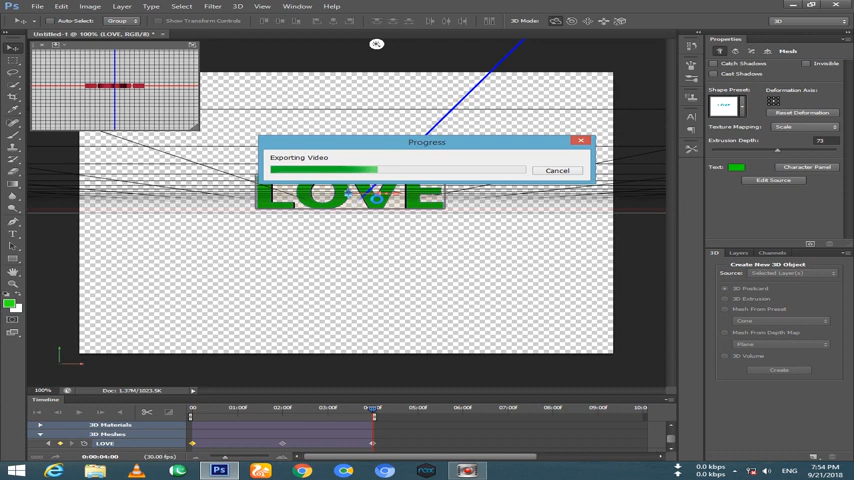 Ps File Edit Image Layer Type Select Filter 3D View Window Help
Auto-Select: Group Show Transform Controls 3D Mode: 3D
Untitled-1 @ 100% (LOVE, RGB/8) *
Properties
Mesh
Catch Shadows Invisible
Cast Shadows
Shape Preset: Deformation Axis:
Reset Deformation
Texture Mapping: Scale
Extrusion Depth: 73
Text: Character Panel
Edit Source
Progress
Exporting Video
Cancel
LOVE
3D Layers Channels
Create New 3D Object
Source: Selected Layer(s)
3D Postcard
3D Extrusion
Mesh From Preset
Cone
Mesh From Depth Map
Plane
3D Volume
Create
100% Doc: 1.37M/1023.5K
Timeline
00 01:00F 02:00F 03:00F 05:00F 06:00F 07:00F 08:00F 09:00F 10:0
3D Materials
3D Meshes
LOVE
0:00:04:00 (30.00 fps)
Ps nox 0.0 kbps 0.0 kbps ENG 7:54 PM 9/21/2018